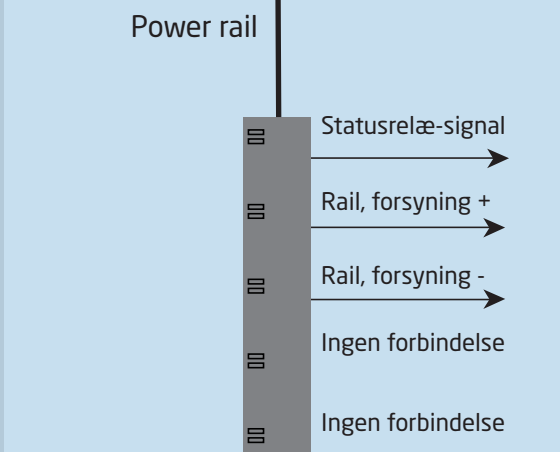 Power rail
Statusrelæ-signal
Rail, forsyning +
Rail, forsyning -
Ingen forbindelse
Ingen forbindelse